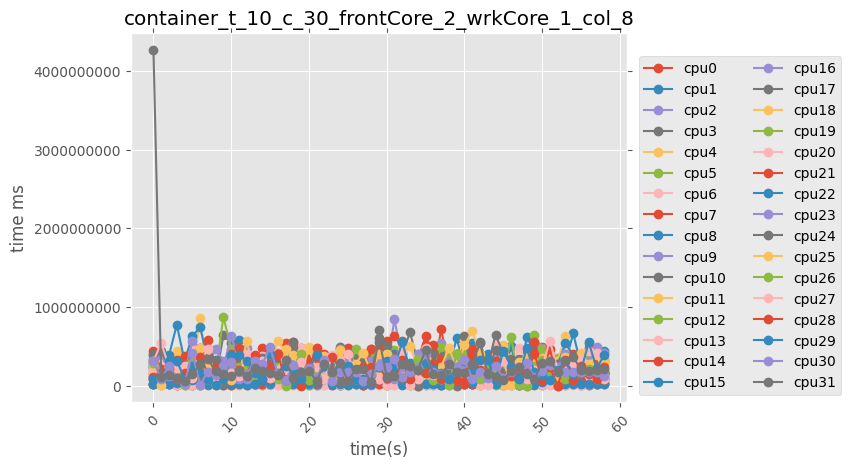 container_t_10_c_30_frontCore_2_wrkCore_1_col_8
time ms
4000000000
3000000000
2000000000
1000000000
0
0
10
20
30
40
50
60
time(s)
cpu0
cpu1
cpu2
cpu3
cpu4
cpu5
cpu6
cpu7
cpu8
cpu9
cpu10
cpu11
cpu12
cpu13
cpu14
cpu15
cpu16
cpu17
cpu18
cpu19
cpu20
cpu21
cpu22
cpu23
cpu24
cpu25
cpu26
cpu27
cpu28
cpu29
cpu30
cpu31